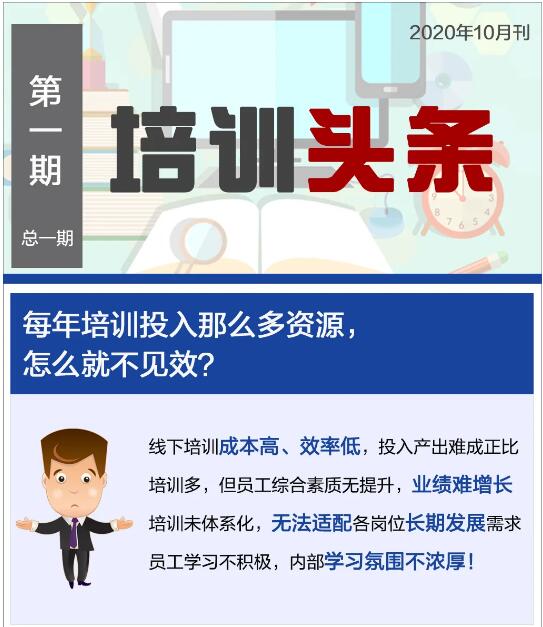 2020年10月刊
第一期
总一期
培训头条
每年培训投入那么多资源，
怎么就不见效？
线下培训成本高、效率低，投入产出难成正比
培训多，但员工综合素质无提升，业绩难增长
培训未体系化，无法适配各岗位长期发展需求
员工学习不积极，内部学习氛围不浓厚！